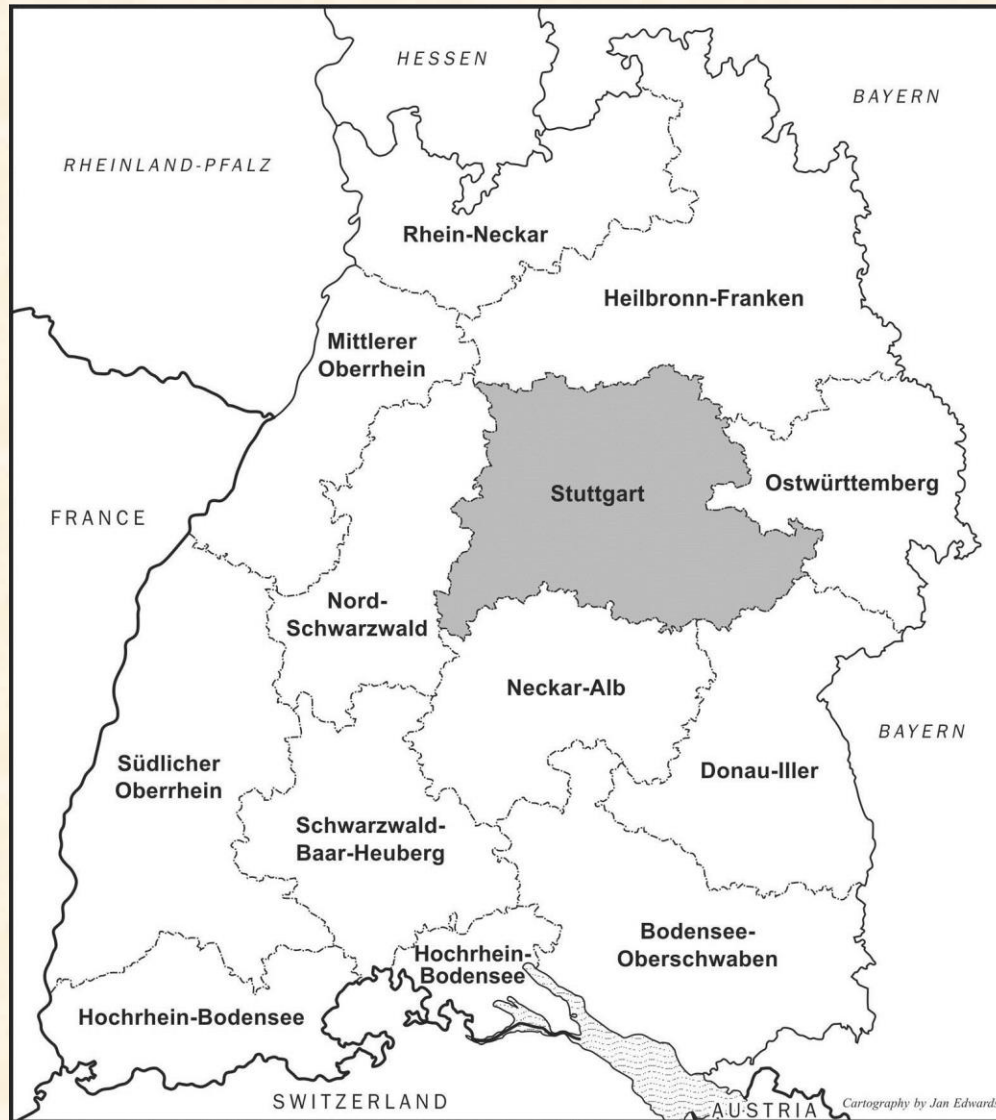 HESSEN
BAYERN
RHEINLAND-PFALZ
Rhein-Neckar
Heilbronn-Franken
Mittlerer
Oberrhein
Stuttgart
Ostwürttemberg
FRANCE
Nord-
Schwarzwald
Neckar-Alb
BAYERN
Südlicher
Oberrhein
Donau-Iller
Schwarzwald-
Baar-Heuberg
Bodensee-
Oberschwaben
Hochrhein-
Bodensee
Hochrhein-Bodensee
SWITZERLAND
AUSTRIA
Cartography by Jan Edwards